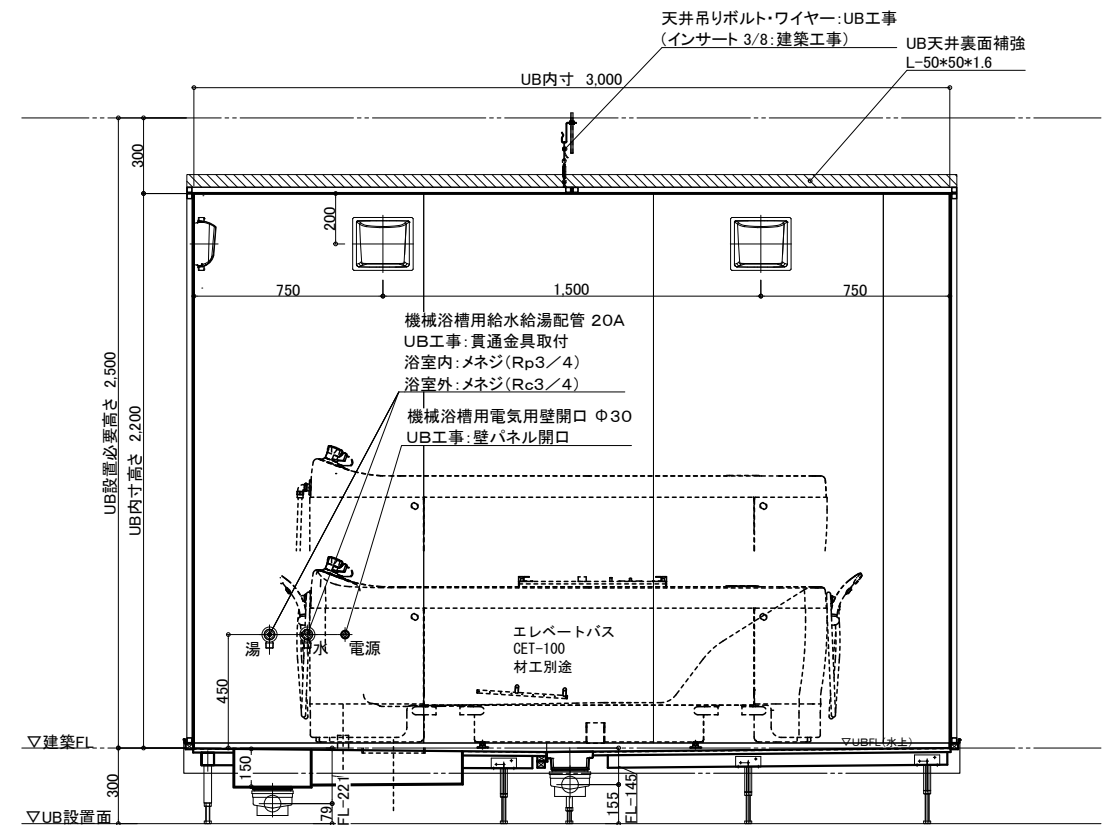 天井吊りボルト・ワイヤー：UB工事
（インサート 3/8：建築工事）
UB天井裏面補強
L-50*50*1.6
UB内寸 3,000
300
200
750
1,500
750
機械浴槽用給水給湯配管 20A
UB工事：貫通金具取付
浴室内：メネジ（Rp3／4）
浴室外：メネジ（Rc3／4）
機械浴槽用電気用壁開口 Φ30
UB工事：壁パネル開口
UB設置必要高さ 2,500
UB内寸高さ 2,200
湯
水
電源
エレベートバス
CET-100
材工別途
450
▽建築FL
▽UBFL(水上)
150
300
79
FL-221
155
FL-145
▽UB設置面